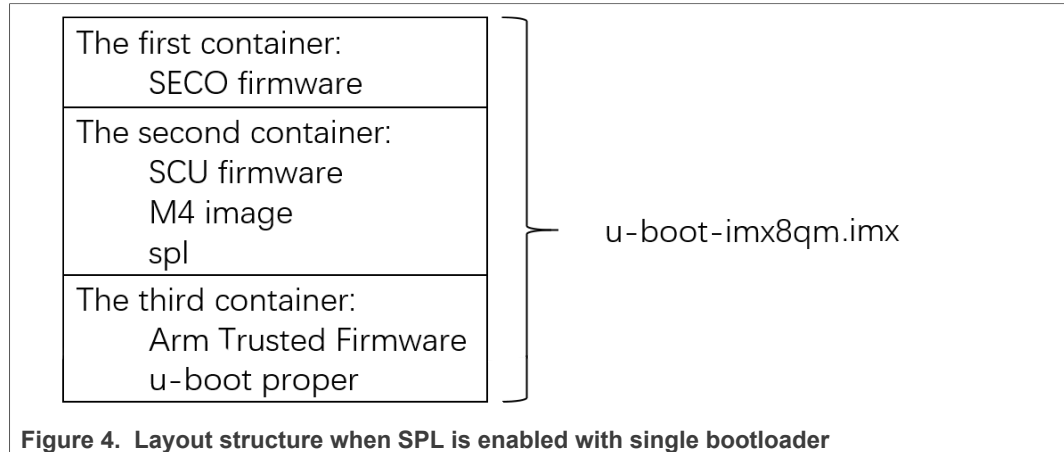 The first container:
SECO firmware
The second container:
SCU firmware
M4 image
spl
The third container:
Arm Trusted Firmware
u-boot proper
u-boot-imx8qm.imx
Figure 4. Layout structure when SPL is enabled with single bootloader